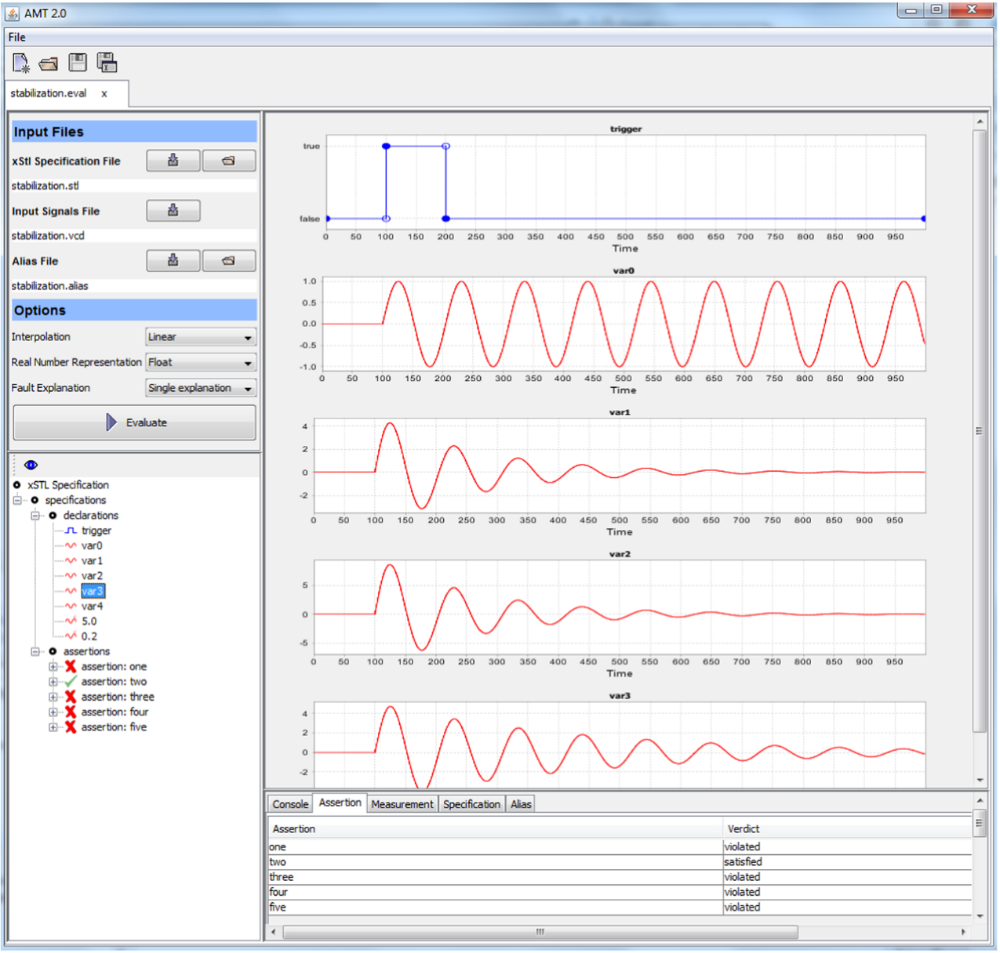 AMT 2.0
File
stabilization.eval x
Input Files
xStl Specification File
stabilization.stl
Input Signals File
stabilization.vcd
Alias File
stabilization.alias
Options
Interpolation Linear
Real Number Representation Float
Fault Explanation Single explanation
Evaluate
xSTL Specification
specifications
declarations
trigger
var0
var1
var2
var3
var4
5.0
0.2
assertions
assertion: one
assertion: two
assertion: three
assertion: four
assertion: five
trigger
true
false
0 50 100 150 200 250 300 350 400 450 500 550 600 650 700 750 800 850 900 950
Time
var0
1.0
0.5
0.0
-0.5
-1.0
0 50 100 150 200 250 300 350 400 450 500 550 600 650 700 750 800 850 900 950
Time
var1
4
2
0
-2
0 50 100 150 200 250 300 350 400 450 500 550 600 650 700 750 800 850 900 950
Time
var2
5
0
-5
0 50 100 150 200 250 300 350 400 450 500 550 600 650 700 750 800 850 900 950
Time
var3
4
2
0
-2
Console Assertion Measurement Specification Alias
Assertion Verdict
one violated
two satisfied
three violated
four violated
five violated